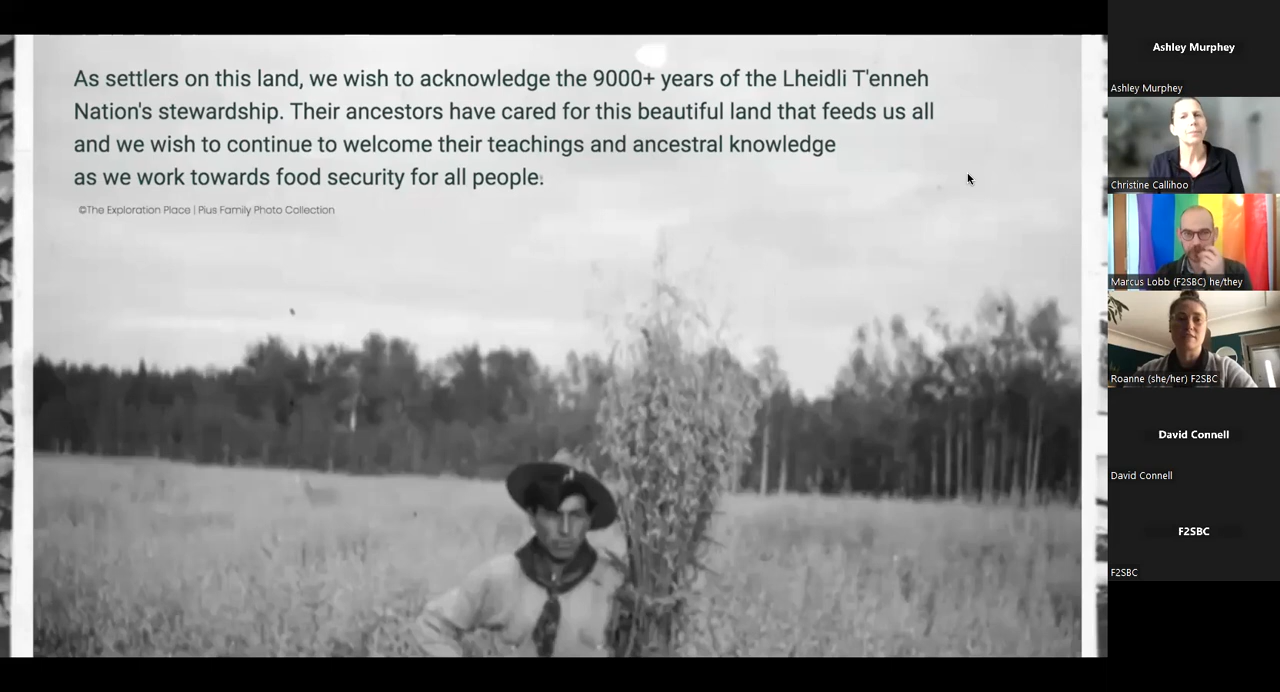 As settlers on this land, we wish to acknowledge the 9000+ years of the Lheidli T'enneh
Nation's stewardship. Their ancestors have cared for this beautiful land that feeds us all
and we wish to continue to welcome their teachings and ancestral knowledge
as we work towards food security for all people.
©The Exploration Place | Pius Family Photo Collection
Ashley Murphey
Ashley Murphey
Christine Callihoo
Marcus Lobb (F2SBC) he/they
Roanne (she/her) F2SBC
David Connell
David Connell
F2SBC
F2SBC